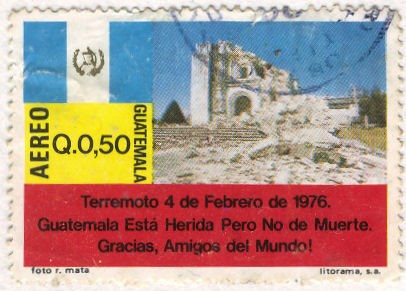 AEREO
Q.0,50
GUATEMALA
Terremoto 4 de Febrero de 1976.
Guatemala Está Herida Pero No de Muerte.
Gracias, Amigos del Mundo!
foto r. mata
litorama, s.a.